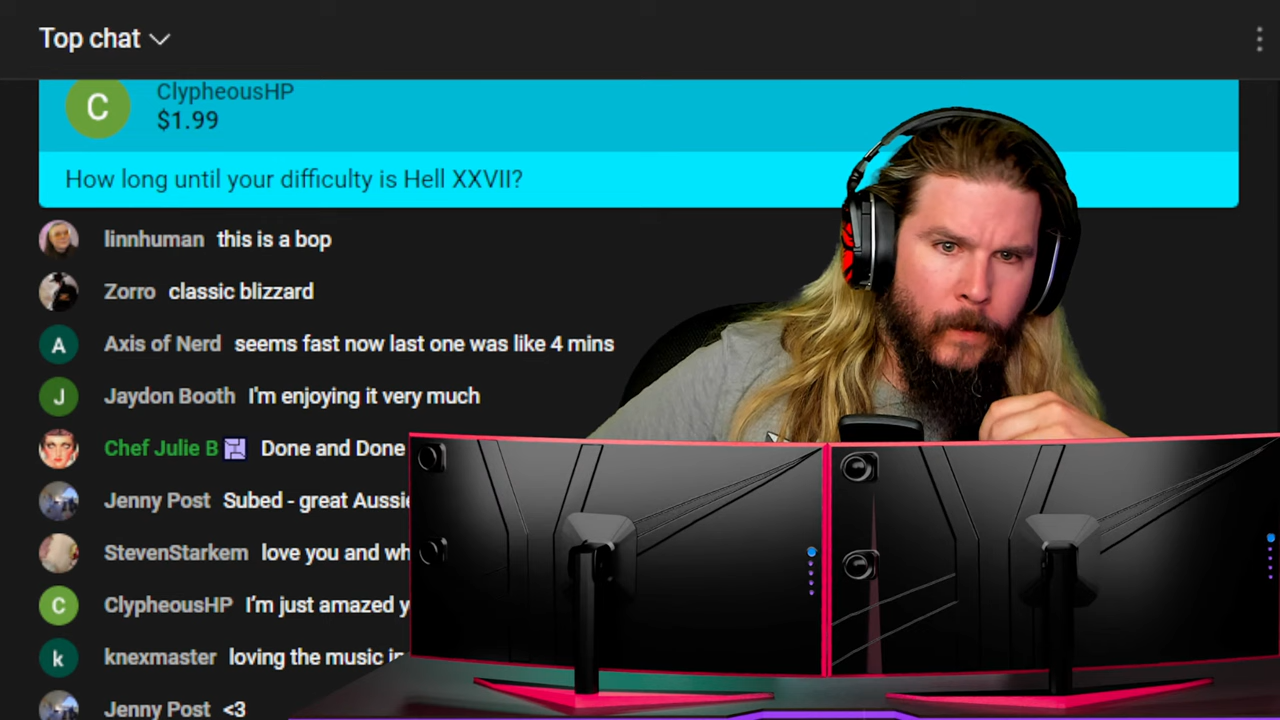 Top chat
C
ClypheousHP
$1.99
How long until your difficulty is Hell XXVII?
linnhuman this is a bop
Zorro classic blizzard
A Axis of Nerd seems fast now last one was like 4 mins
J Jaydon Booth I'm enjoying it very much
Chef Julie B Done and Done
Jenny Post Subed - great Aussie
StevenStarkem love you and wh
C ClypheousHP I'm just amazed y
k knexmaster loving the music in
Jenny Post <3